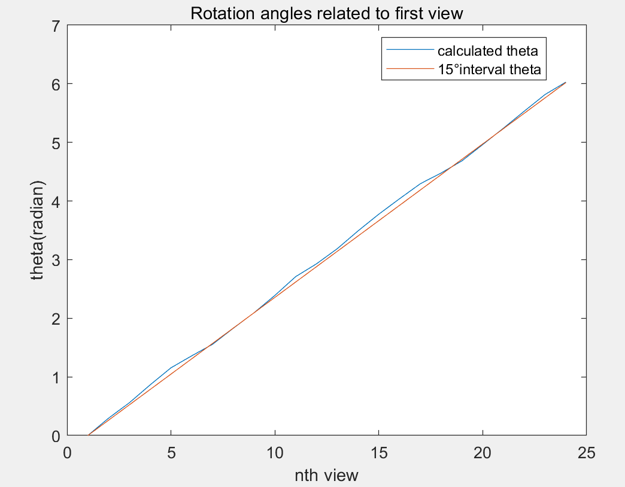 Rotation angles related to first view
7
6
5
4
3
2
1
0
theta(radian)
calculated theta
15°interval theta
0 5 10 15 20 25
nth view